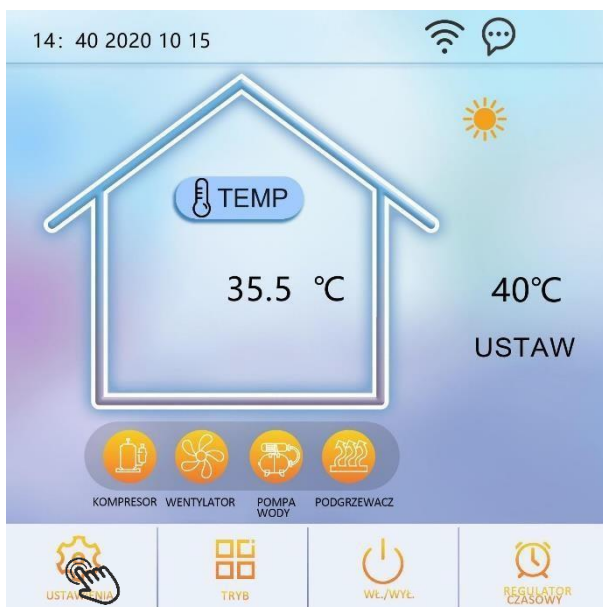 14: 40 2020 10 15
TEMP
35.5 °C
40°C
USTAW
KOMPRESOR WENTYLATOR POMPA WODY PODGRZEWACZ
USTAWIENIA TRYB WŁ./WYŁ. REGULATOR CZASOWY